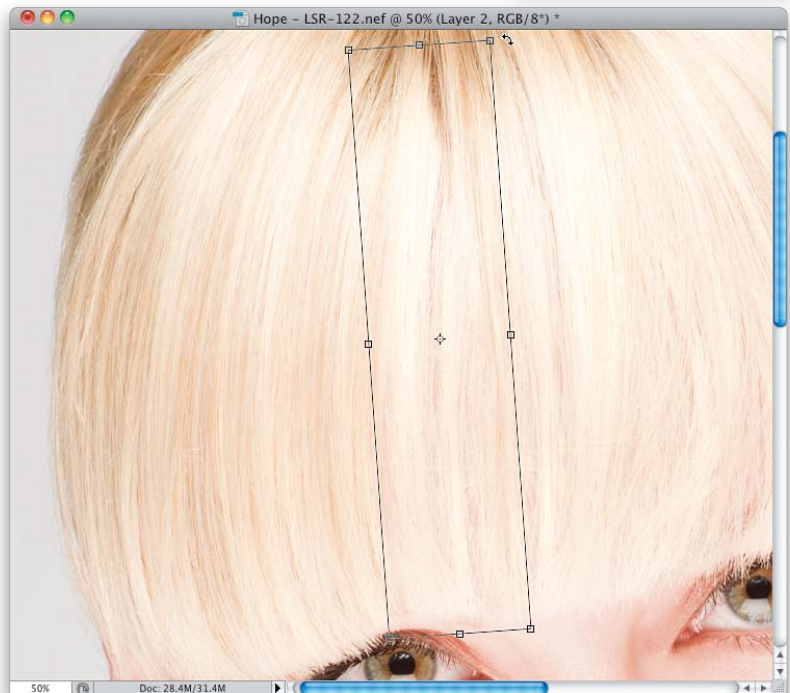 Hope – LSR-122.nef @ 50% (Layer 2, RGB/8*) *
50%
Doc: 28.4M/31.4M